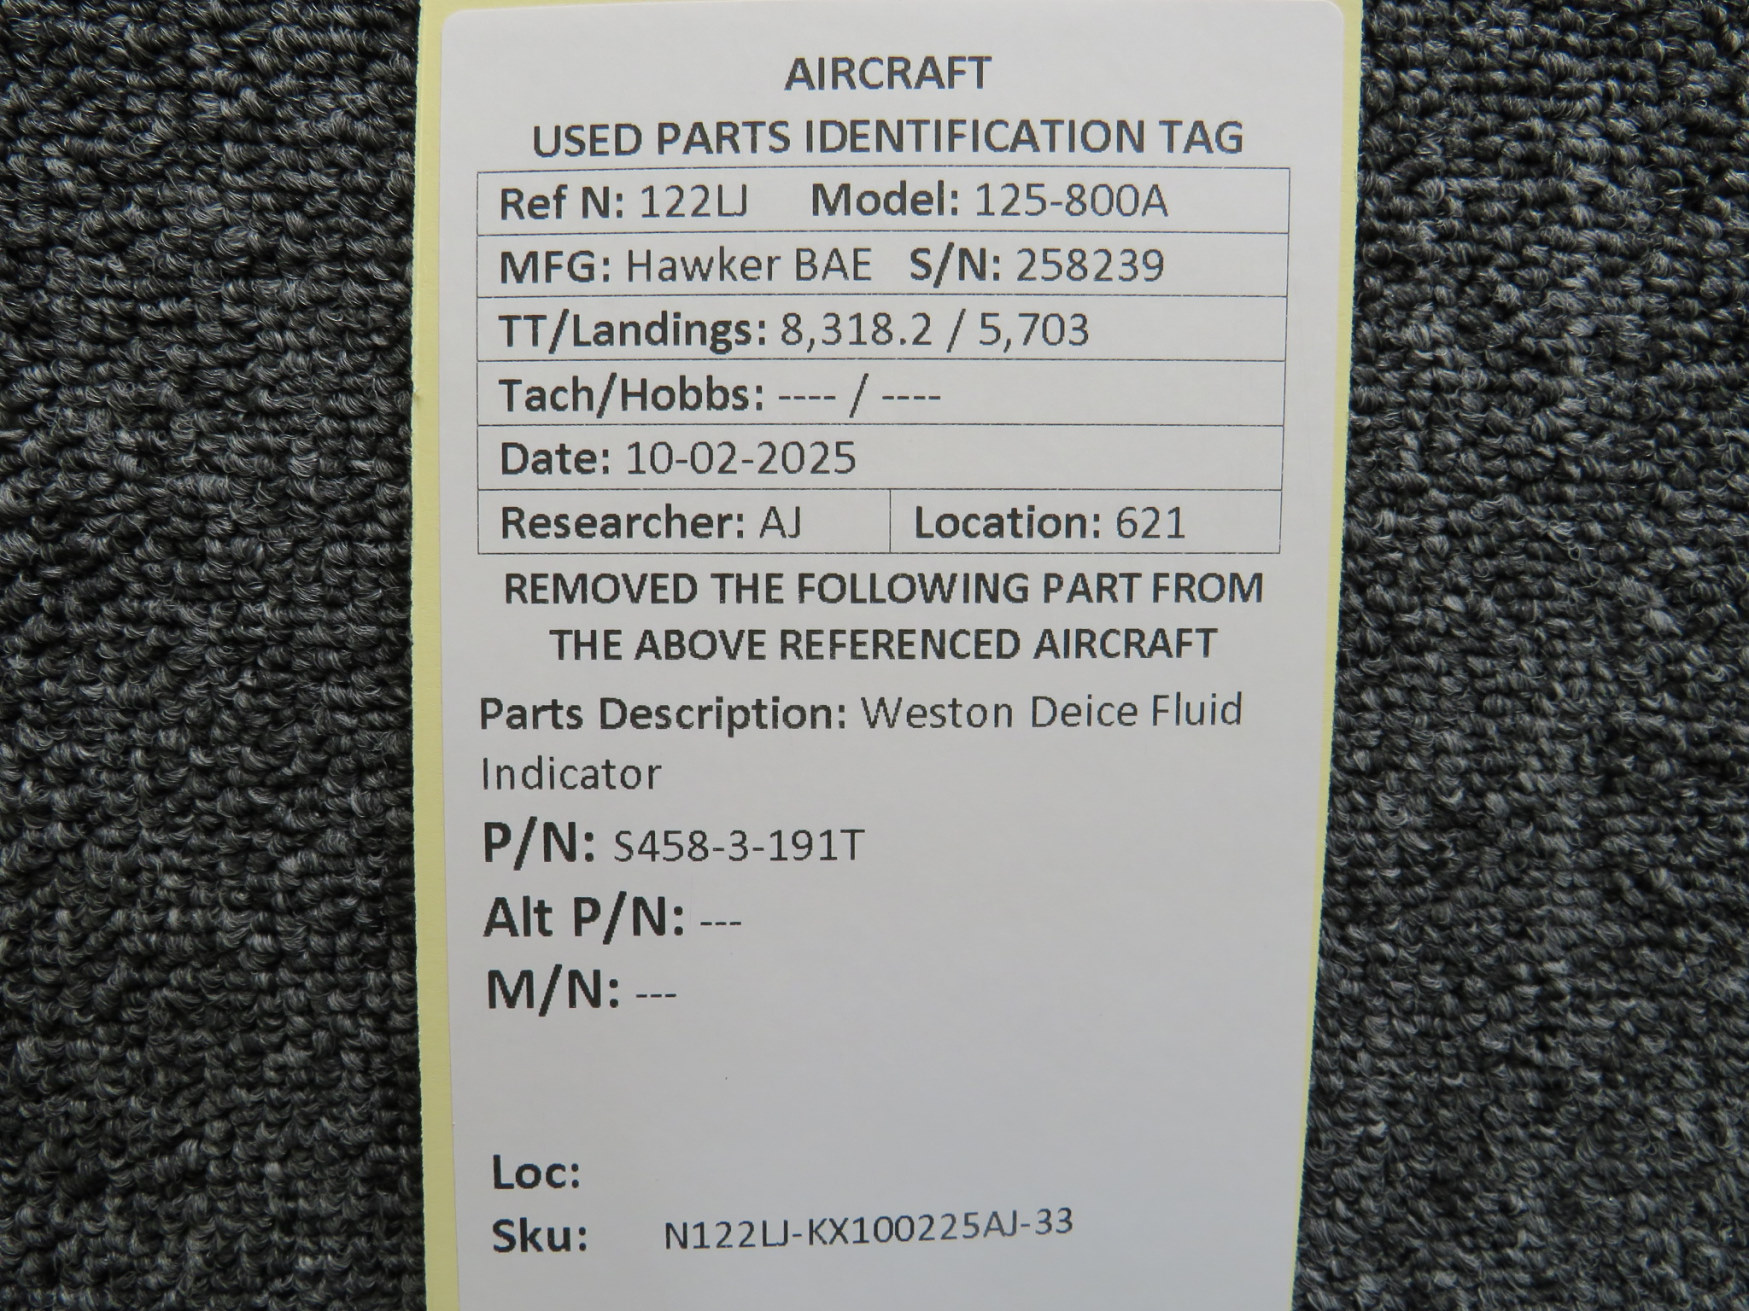 AIRCRAFT
USED PARTS IDENTIFICATION TAG
Ref N: 122LJ Model: 125-800A
MFG: Hawker BAE S/N: 258239
TT/Landings: 8,318.2 / 5,703
Tach/Hobbs: ---- / ----
Date: 10-02-2025
Researcher: AJ Location: 621
REMOVED THE FOLLOWING PART FROM
THE ABOVE REFERENCED AIRCRAFT
Parts Description: Weston Deice Fluid
Indicator
P/N: S458-3-191T
Alt P/N: ---
M/N: ---
Loc:
Sku: N122LJ-KX100225AJ-33